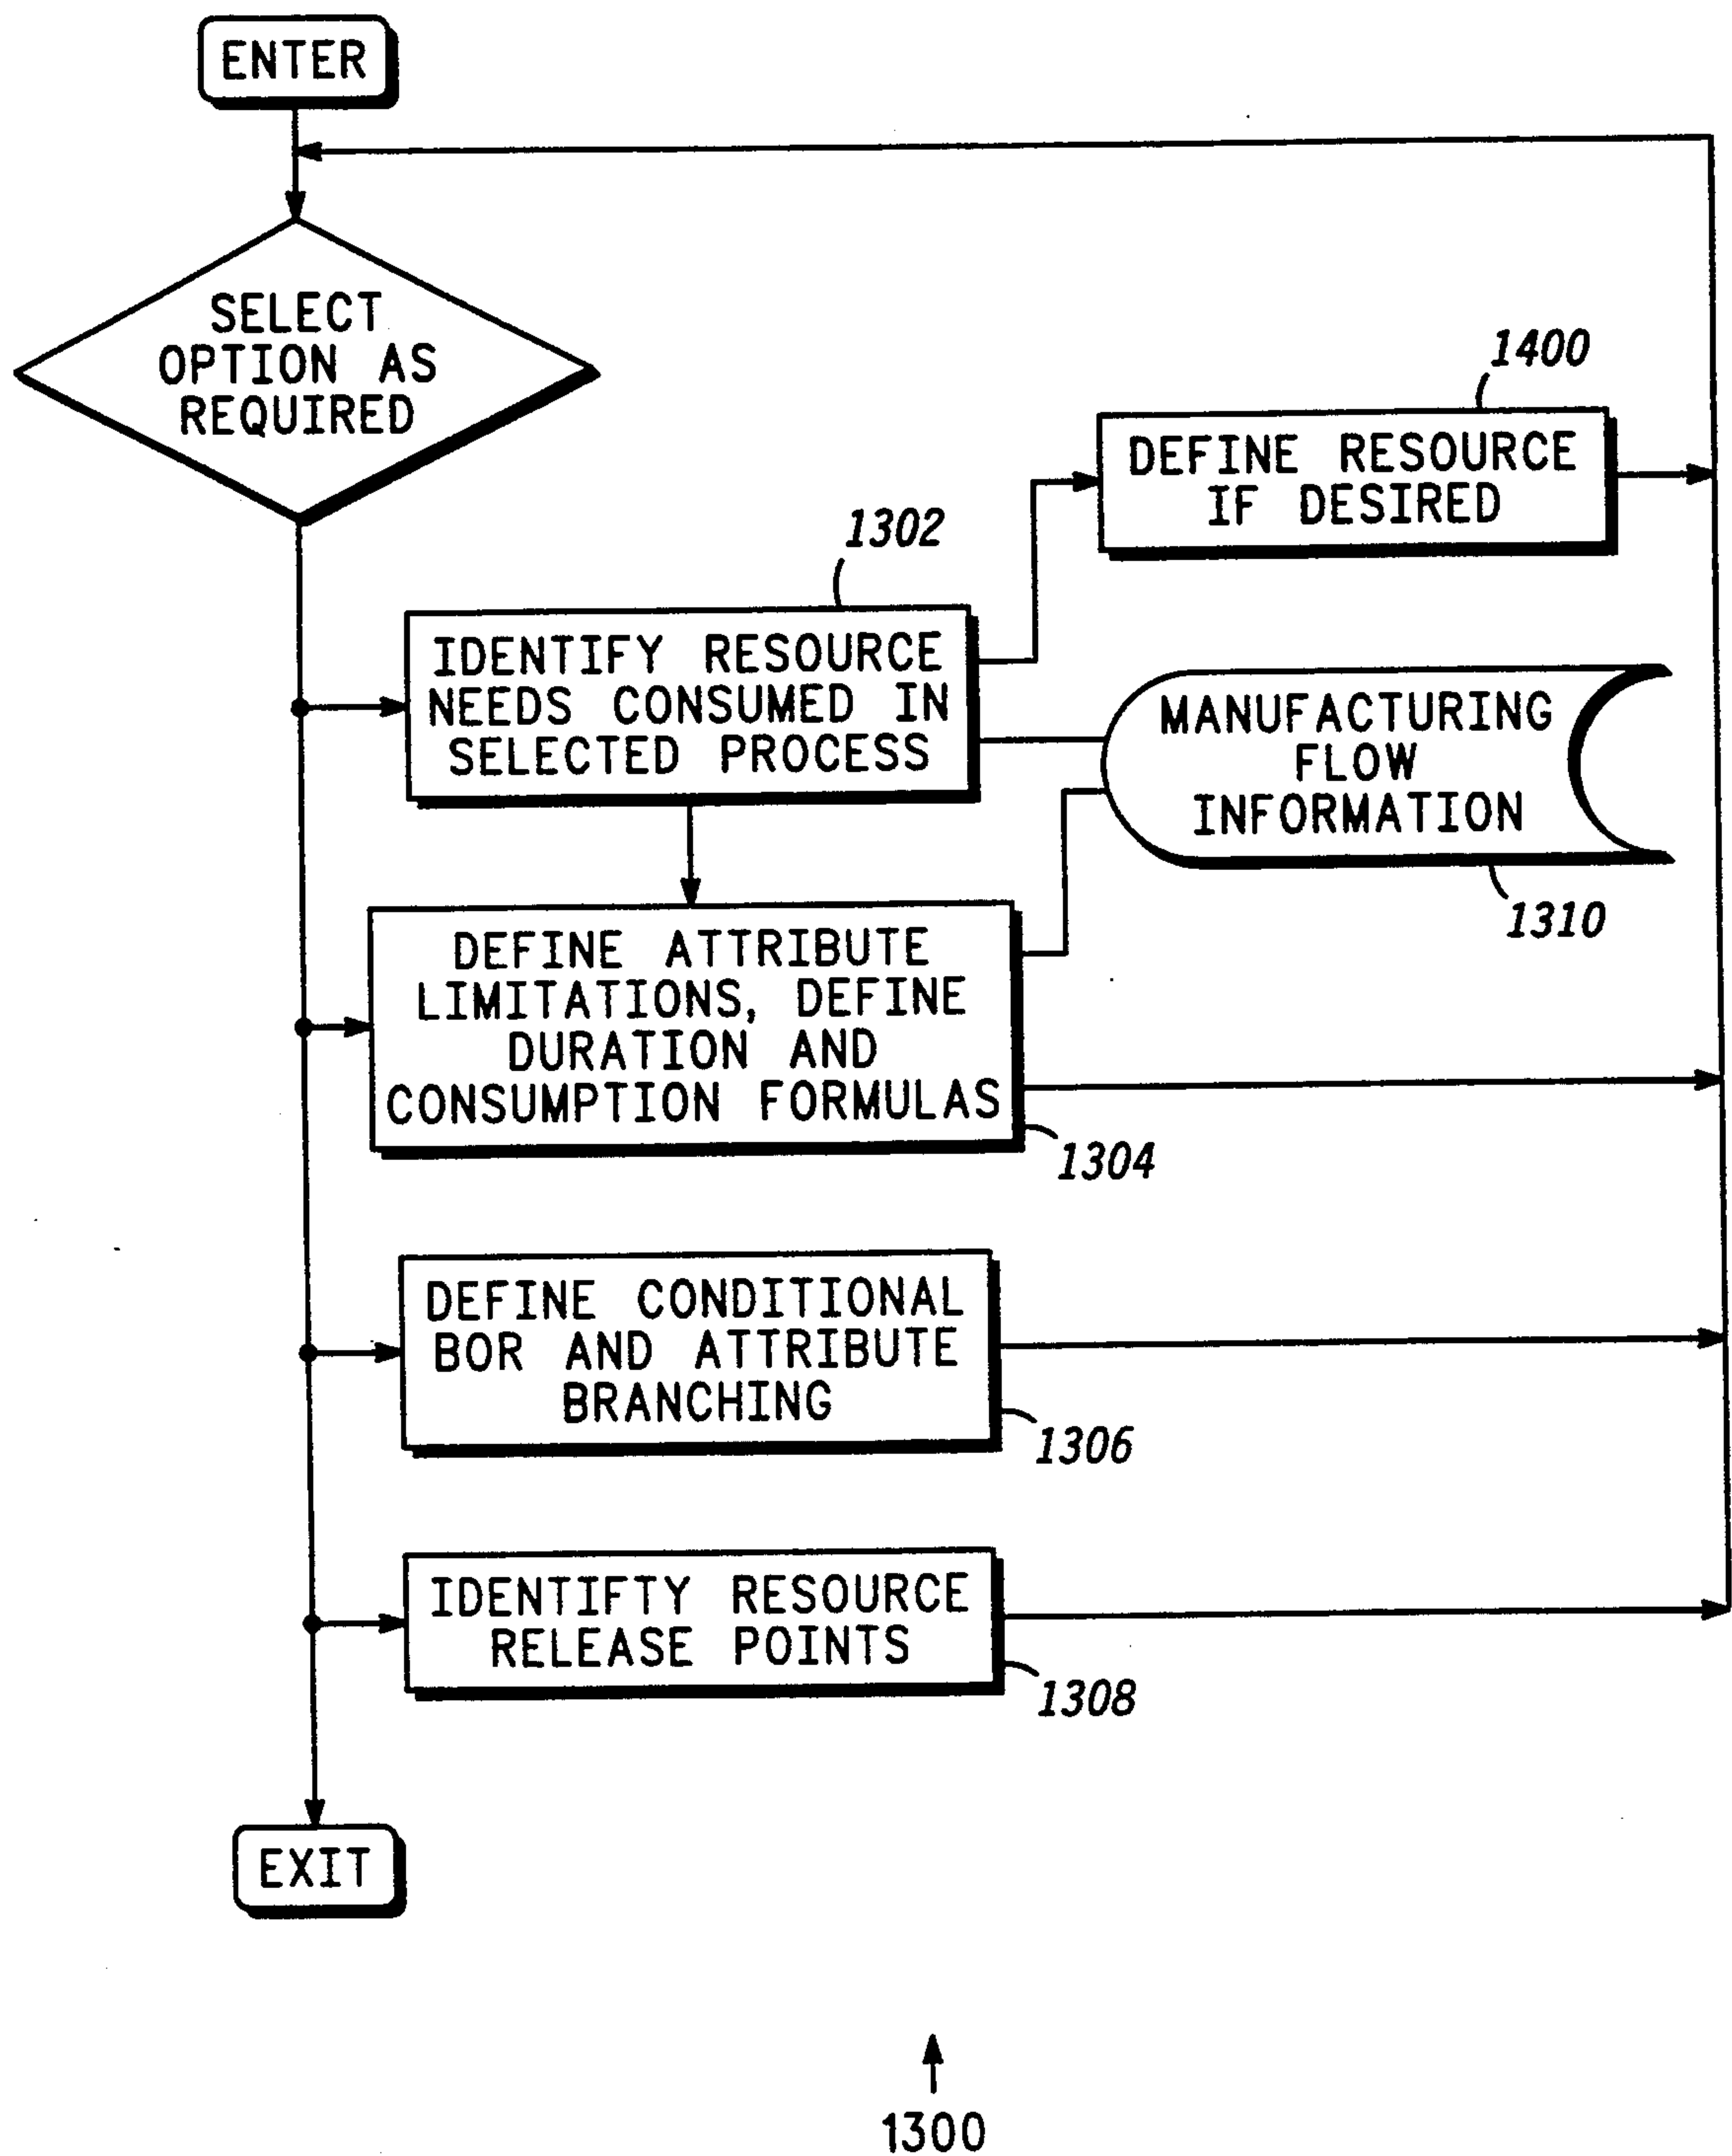 ENTER
SELECT
OPTION AS
REQUIRED
1400
DEFINE RESOURCE
IF DESIRED
1302
IDENTIFY RESOURCE
NEEDS CONSUMED IN
SELECTED PROCESS
MANUFACTURING
FLOW
INFORMATION
1310
DEFINE ATTRIBUTE
LIMITATIONS, DEFINE
DURATION AND
CONSUMPTION FORMULAS
1304
DEFINE CONDITIONAL
BOR AND ATTRIBUTE
BRANCHING
1306
IDENTIFTY RESOURCE
RELEASE POINTS
1308
EXIT
1300